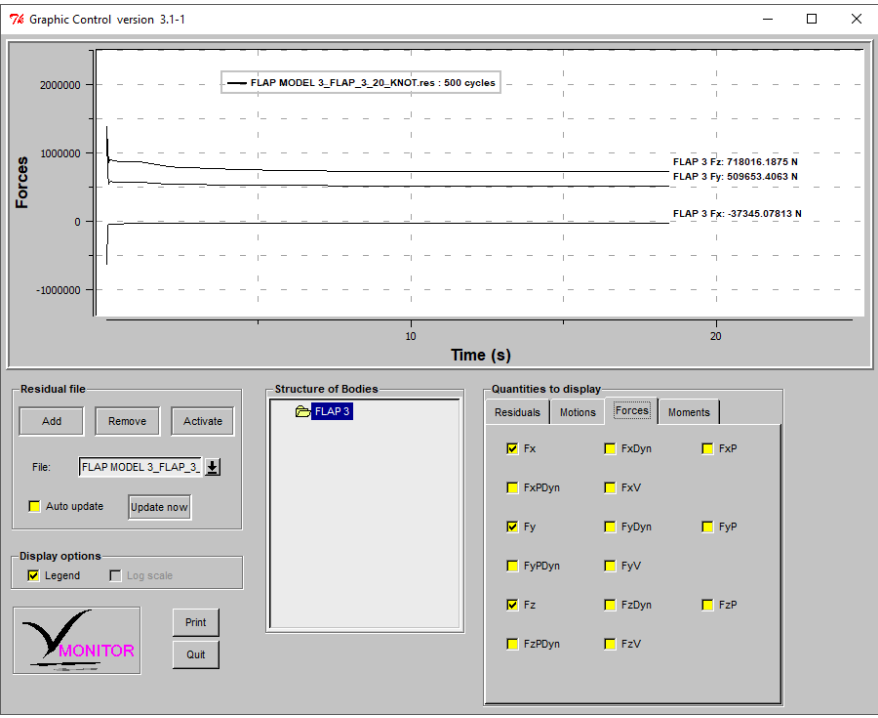 Graphic Control version 3.1-1
FLAP MODEL 3_FLAP_3_20_KNOT.res : 500 cycles
2000000
1000000
0
-1000000
Forces
FLAP 3 Fz: 718016.1875 N
FLAP 3 Fy: 509653.4063 N
FLAP 3 Fx: -37345.07813 N
10
20
Time (s)
Residual file
Add Remove Activate
File: FLAP MODEL 3_FLAP_3_
Auto update Update now
Display options
Legend Log scale
MONITOR
Print
Quit
Structure of Bodies
FLAP 3
Quantities to display
Residuals Motions Forces Moments
Fx FxDyn FxP
FxPDyn FxV
Fy FyDyn FyP
FyPDyn FyV
Fz FzDyn FzP
FzPDyn FzV